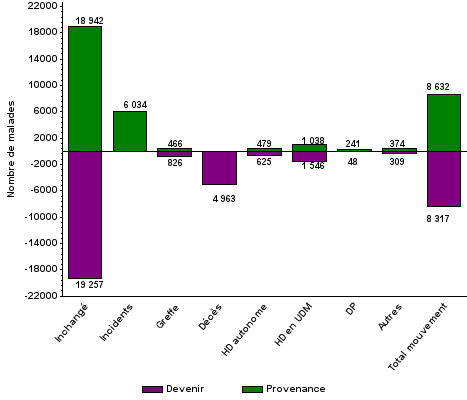 22000
18000
14000
10000
6000
2000
-2000
-6000
-10000
-14000
-18000
-22000
Nombre de malades
18 942
6 034
466
479
1 038
241
374
8 632
19 257
826
4 963
625
1 546
48
309
8 317
Inchangé
Incidents
Greffe
Décès
HD autonome
HD en UDM
DP
Autres
Total mouvement
Devenir
Provenance